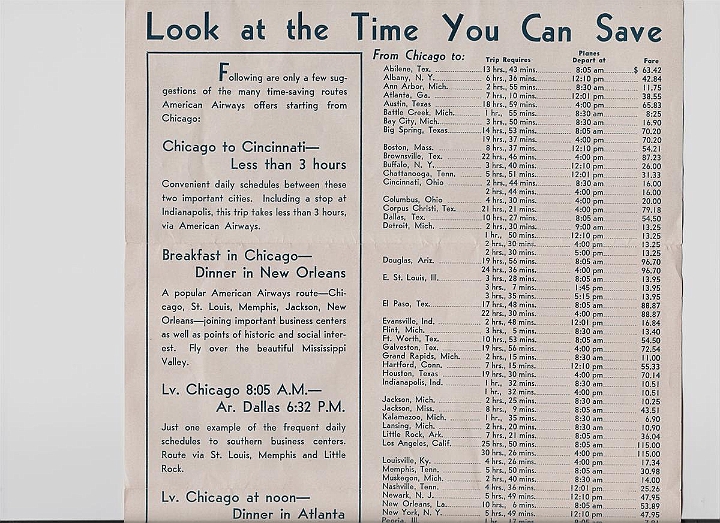 Look at the Time You Can Save
Following are only a few sug-
gestions of the many time-saving routes
American Airways offers starting from
Chicago:
Chicago to Cincinnati—
Less than 3 hours
Convenient daily schedules between these
two important cities. Including a stop at
Indianapolis, this trip takes less than 3 hours,
via American Airways.
Breakfast in Chicago—
Dinner in New Orleans
A popular American Airways route—Chi-
cago, St. Louis, Memphis, Jackson, New
Orleans—joining important business centers
as well as points of historic and social inter-
est. Fly over the beautiful Mississippi
Valley.
Lv. Chicago 8:05 A.M.—
Ar. Dallas 6:32 P.M.
Just one example of the frequent daily
schedules to southern business centers.
Route via St. Louis, Memphis and Little
Rock.
Lv. Chicago at noon—
Dinner in Atlanta
From Chicago to: Trip Requires Planes Depart at Fare
Abilene, Tex. 13 hrs., 43 mins. 8:05 am $ 63.42
Albany, N. Y. 6 hrs., 36 mins. 12:10 pm 42.84
Ann Arbor, Mich. 2 hrs., 55 mins. 8:30 am 11.75
Atlanta, Ga. 7 hrs., 10 mins. 12:01 pm 38.55
Austin, Texas 18 hrs., 59 mins. 4:00 pm 65.83
Battle Creek, Mich. 1 hr., 55 mins. 8:30 am 8.25
Bay City, Mich. 3 hrs., 50 mins. 8:30 am 16.90
Big Spring, Texas 14 hrs., 53 mins. 8:05 am 70.20
19 hrs., 37 mins. 4:00 pm 70.20
Boston, Mass. 8 hrs., 37 mins. 12:10 pm 54.21
Brownsville, Tex. 22 hrs., 46 mins. 4:00 pm 87.23
Buffalo, N. Y. 3 hrs., 40 mins. 12:10 pm 26.00
Chattanooga, Tenn. 5 hrs., 51 mins. 12:01 pm 31.33
Cincinnati, Ohio 2 hrs., 44 mins. 8:30 am 16.00
2 hrs., 44 mins. 4:00 pm 16.00
Columbus, Ohio 4 hrs., 30 mins. 4:00 pm 20.00
Corpus Christi, Tex. 21 hrs., 21 mins. 4:00 pm 79.18
Dallas, Tex. 10 hrs., 27 mins. 8:05 am 54.50
Detroit, Mich. 2 hrs., 30 mins. 9:00 am 13.25
1 hr., 50 mins. 12:10 pm 13.25
2 hrs., 30 mins. 4:00 pm 13.25
2 hrs., 30 mins. 5:00 pm 13.25
Douglas, Ariz. 19 hrs., 56 mins. 8:05 am 96.70
24 hrs., 36 mins. 4:00 pm 96.70
E. St. Louis, Ill. 3 hrs., 28 mins. 8:05 am 13.95
3 hrs., 7 mins. 1:45 pm 13.95
3 hrs., 35 mins. 5:15 pm 13.95
El Paso, Tex. 17 hrs., 48 mins. 8:05 am 88.87
22 hrs., 30 mins. 4:00 pm 88.87
Evansville, Ind. 2 hrs., 48 mins. 12:01 pm 16.84
Flint, Mich. 3 hrs., 5 mins. 8:30 am 13.40
Ft. Worth, Tex. 10 hrs., 53 mins. 8:05 am 54.50
Galveston, Tex. 19 hrs., 56 mins. 4:00 pm 72.54
Grand Rapids, Mich. 2 hrs., 15 mins. 8:30 am 11.00
Hartford, Conn. 7 hrs., 15 mins. 12:10 pm 55.33
Houston, Texas 19 hrs., 30 mins. 4:00 pm 70.14
Indianapolis, Ind. 1 hr., 32 mins. 8:30 am 10.51
1 hr., 32 mins. 4:00 pm 10.51
Jackson, Mich. 2 hrs., 25 mins. 8:30 am 10.25
Jackson, Miss. 8 hrs., 9 mins. 8:05 am 43.51
Kalamazoo, Mich. 1 hr., 35 mins. 8:30 am 6.90
Lansing, Mich. 2 hrs., 20 mins. 8:30 am 10.90
Little Rock, Ark. 7 hrs., 21 mins. 8:05 am 36.04
Los Angeles, Calif. 25 hrs., 50 mins. 8:05 am 115.00
30 hrs., 6 mins. 4:00 pm 115.00
Louisville, Ky. 4 hrs., 26 mins. 4:00 pm 17.34
Memphis, Tenn. 5 hrs., 50 mins. 8:05 am 30.98
Muskegon, Mich. 2 hrs., 40 mins. 8:30 am 14.00
Nashville, Tenn. 4 hrs., 36 mins. 12:01 pm 25.26
Newark, N. J. 5 hrs., 49 mins. 12:10 pm 47.95
New Orleans, La. 10 hrs., 6 mins. 8:05 am 53.89
New York, N. Y. 5 hrs., 49 mins. 12:10 pm 47.95
Peoria, Ill. 1 hr., 17 mins.